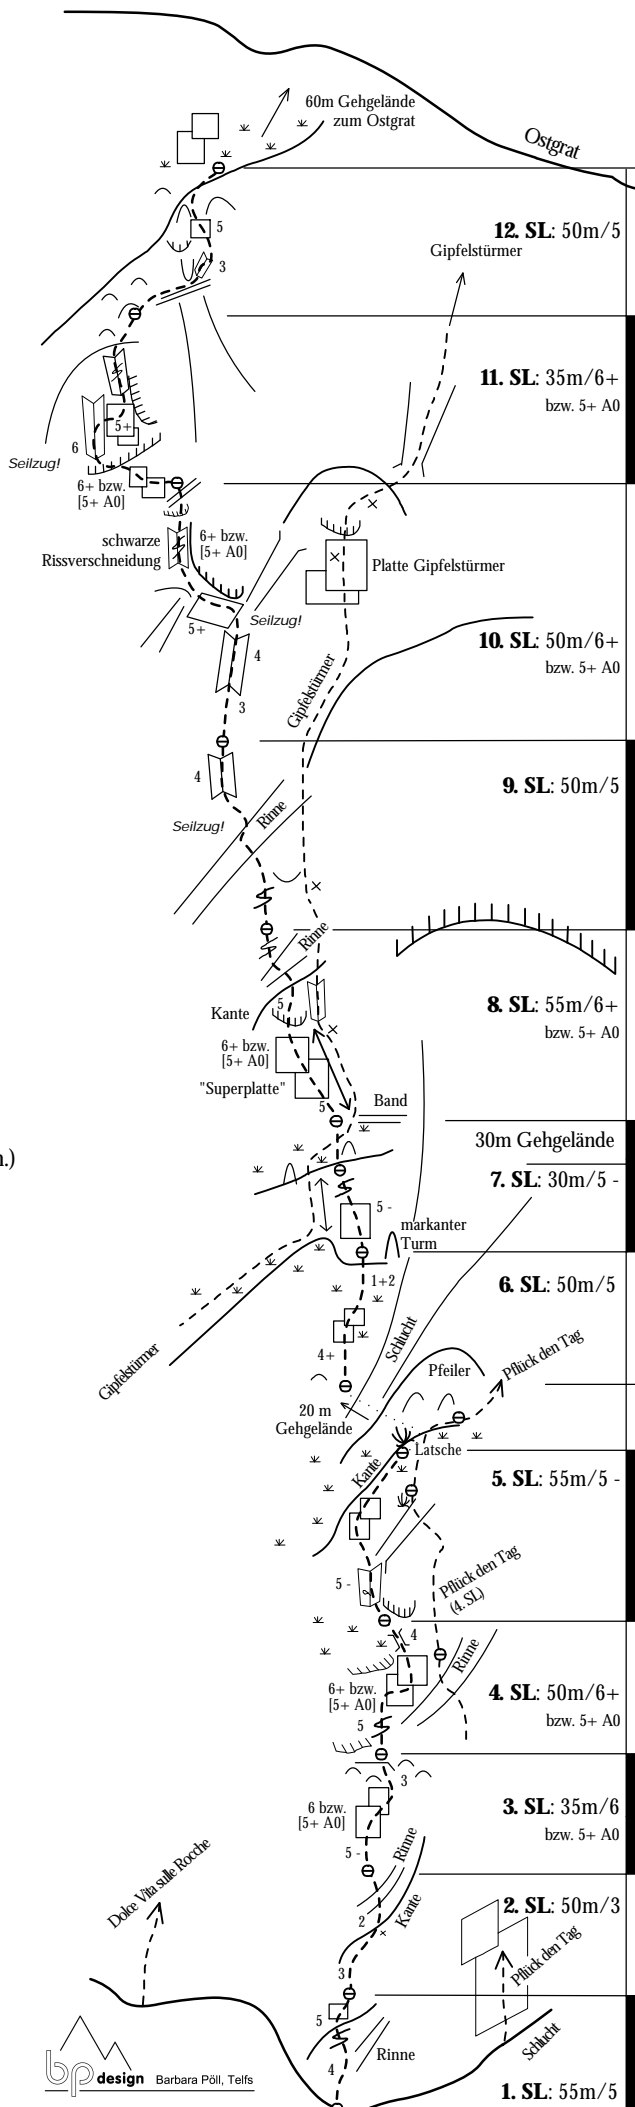 60m Gehgelände
zum Ostgrat
Ostgrat
5
12. SL: 50m/5
Gipfelstürmer
3
11. SL: 35m/6+
bzw. 5+ A0
5+
6
Seilzug!
6+ bzw.
[5+ A0]
schwarze
Rissverschneidung
6+ bzw.
[5+ A0]
Platte Gipfelstürmer
5+
Seilzug!
4
10. SL: 50m/6+
bzw. 5+ A0
Gipfelstürmer
3
4
9. SL: 50m/5
Seilzug!
Rinne
Rinne
5
Kante
8. SL: 55m/6+
bzw. 5+ A0
6+ bzw.
[5+ A0]
"Superplatte"
5
Band
30m Gehgelände
n.)
7. SL: 30m/5 -
5 -
markanter
Turm
1+2
6. SL: 50m/5
4+
Schlucht
Gipfelstürmer
Pfeiler
Pflück den Tag
20 m
Gehgelände
Latsche
Kante
5. SL: 55m/5 -
5 -
Pflück den Tag
(4. SL)
4
Rinne
6+ bzw.
[5+ A0]
4. SL: 50m/6+
bzw. 5+ A0
5
3
6 bzw.
[5+ A0]
3. SL: 35m/6
bzw. 5+ A0
5 -
Rinne
Dolce Vita sulle Rocche
2
Kante
2. SL: 50m/3
Pflück den Tag
3
5
Rinne
Schlucht
4
bp design Barbara Pöll, Telfs
1. SL: 55m/5